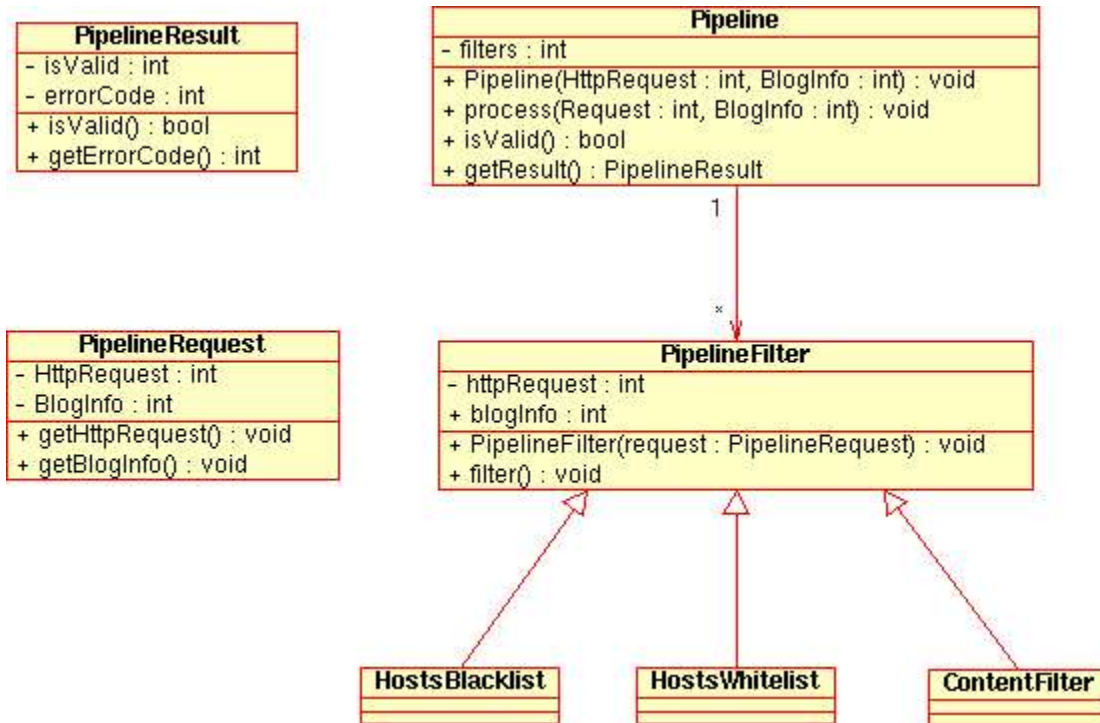 PipelineResult
- isValid : int
- errorCode : int
+ isValid() : bool
+ getErrorCode() : int
Pipeline
- filters : int
+ Pipeline(HttpRequest : int, BlogInfo : int) : void
+ process(Request : int, BlogInfo : int) : void
+ isValid() : bool
+ getResult() : PipelineResult
1
*
PipelineRequest
- HttpRequest : int
- BlogInfo : int
+ getHttpRequest() : void
+ getBlogInfo() : void
PipelineFilter
- httpRequest : int
+ blogInfo : int
+ PipelineFilter(request : PipelineRequest) : void
+ filter() : void
HostsBlacklist
HostsWhitelist
ContentFilter